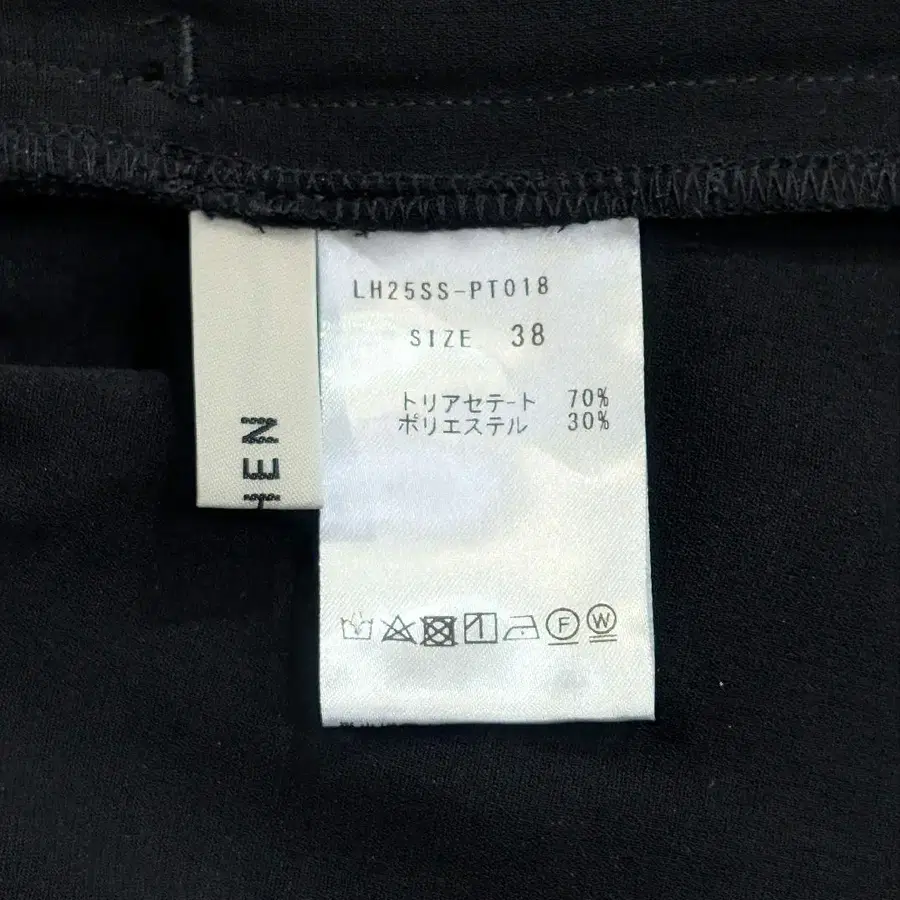 LH25SS-PT018
SIZE 38
トリアセテート 70%
ポリエステル 30%
HEN
F W